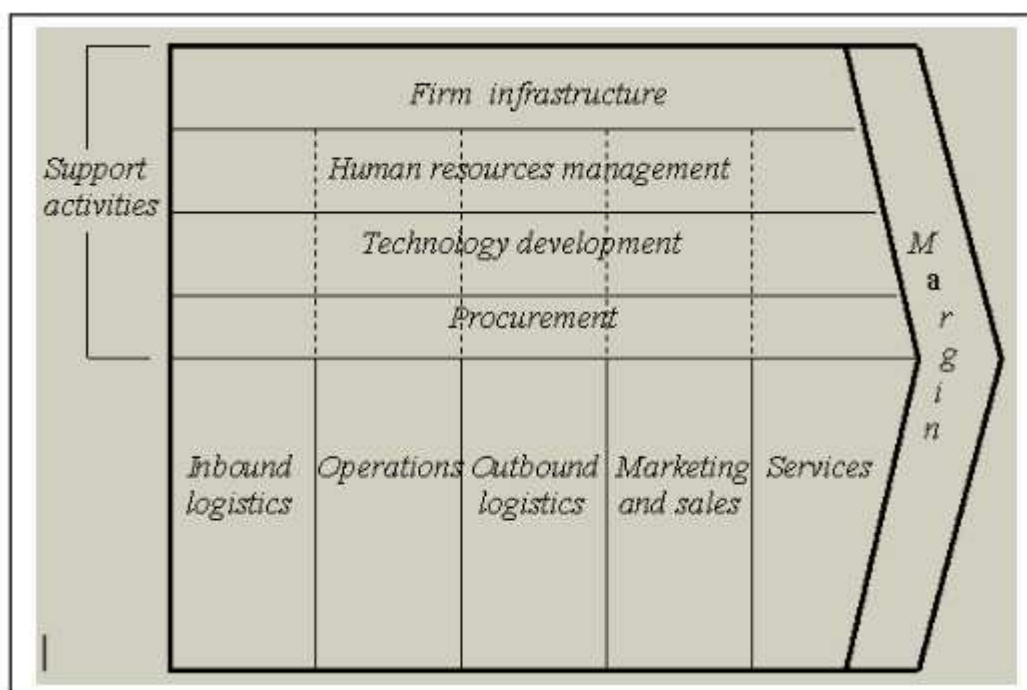 Firm infrastructure
Support
activities
Human resources management
Technology development
Procurement
Margin
Inbound
logistics
Operations
Outbound
logistics
Marketing
and sales
Services